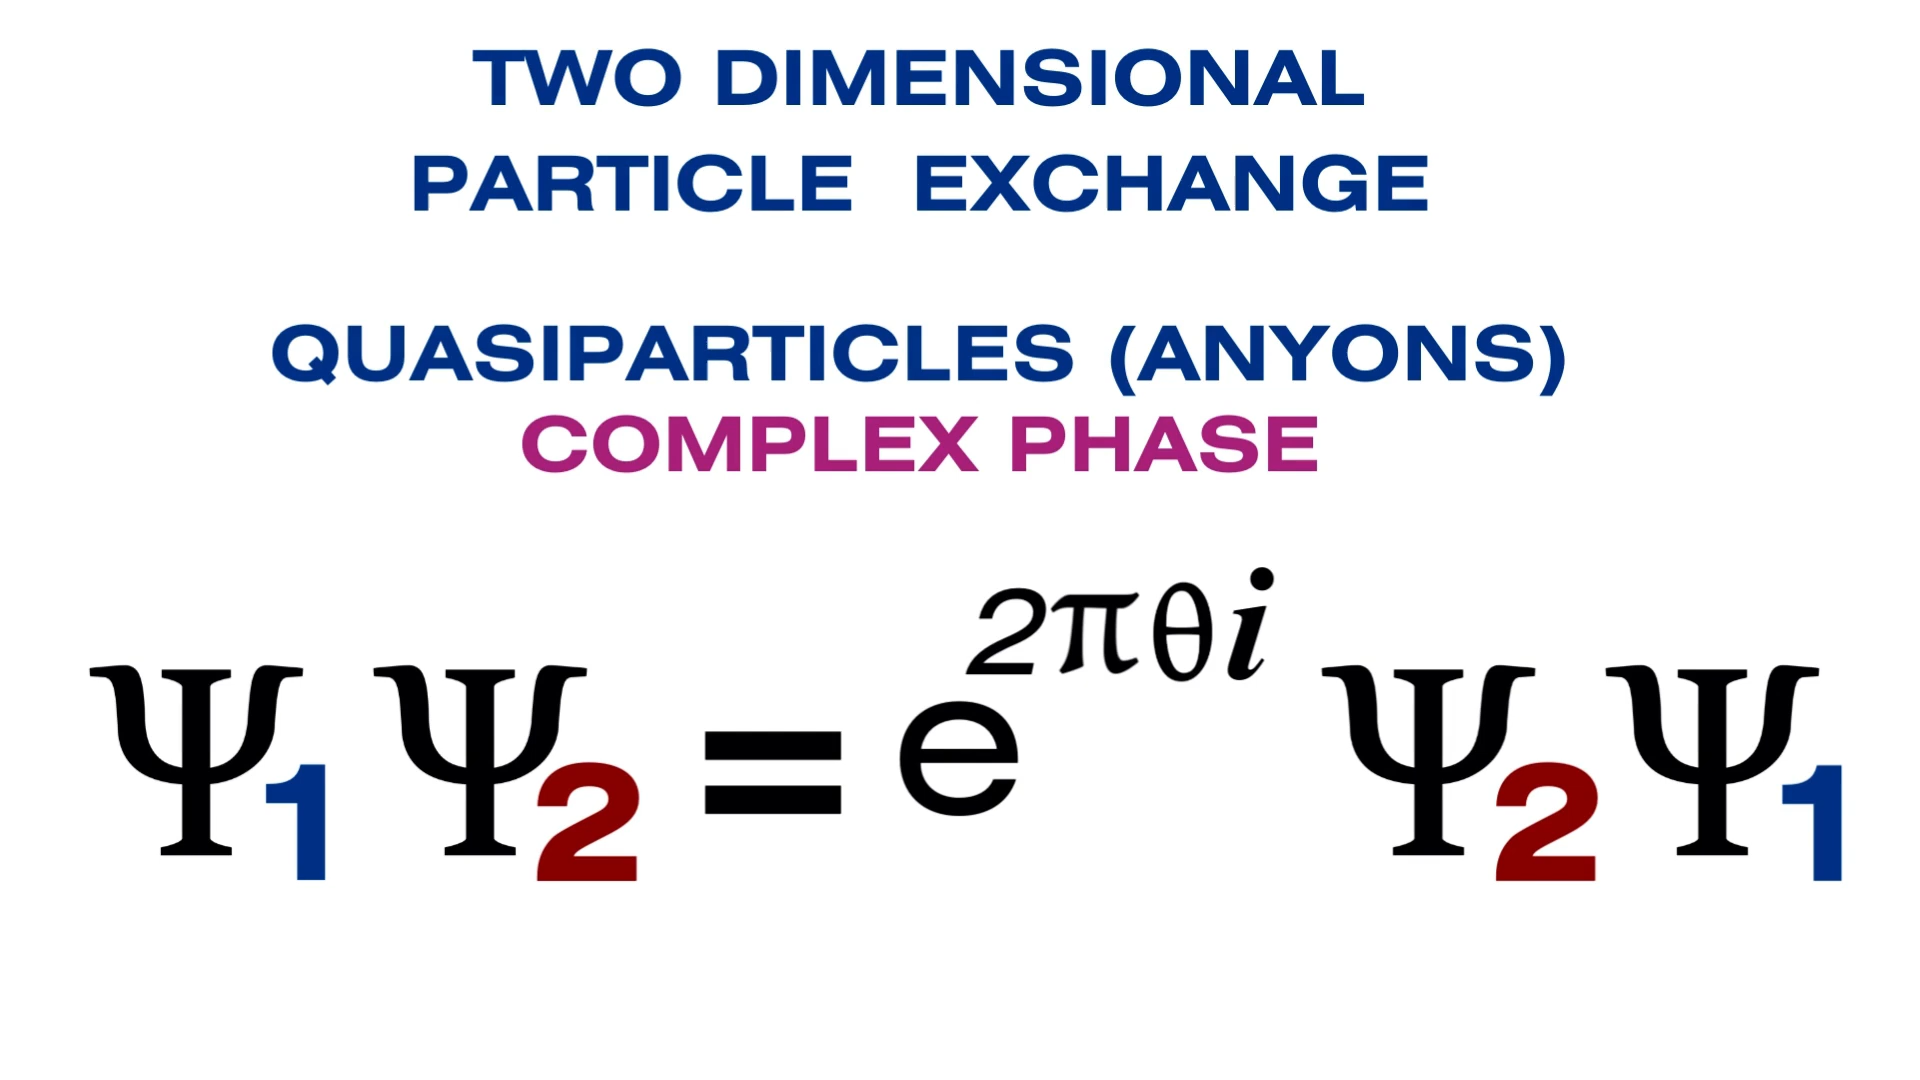 TWO DIMENSIONAL
PARTICLE EXCHANGE
QUASIPARTICLES (ANYONS)
COMPLEX PHASE
Ψ₁Ψ₂ = e^{2πθi} Ψ₂Ψ₁